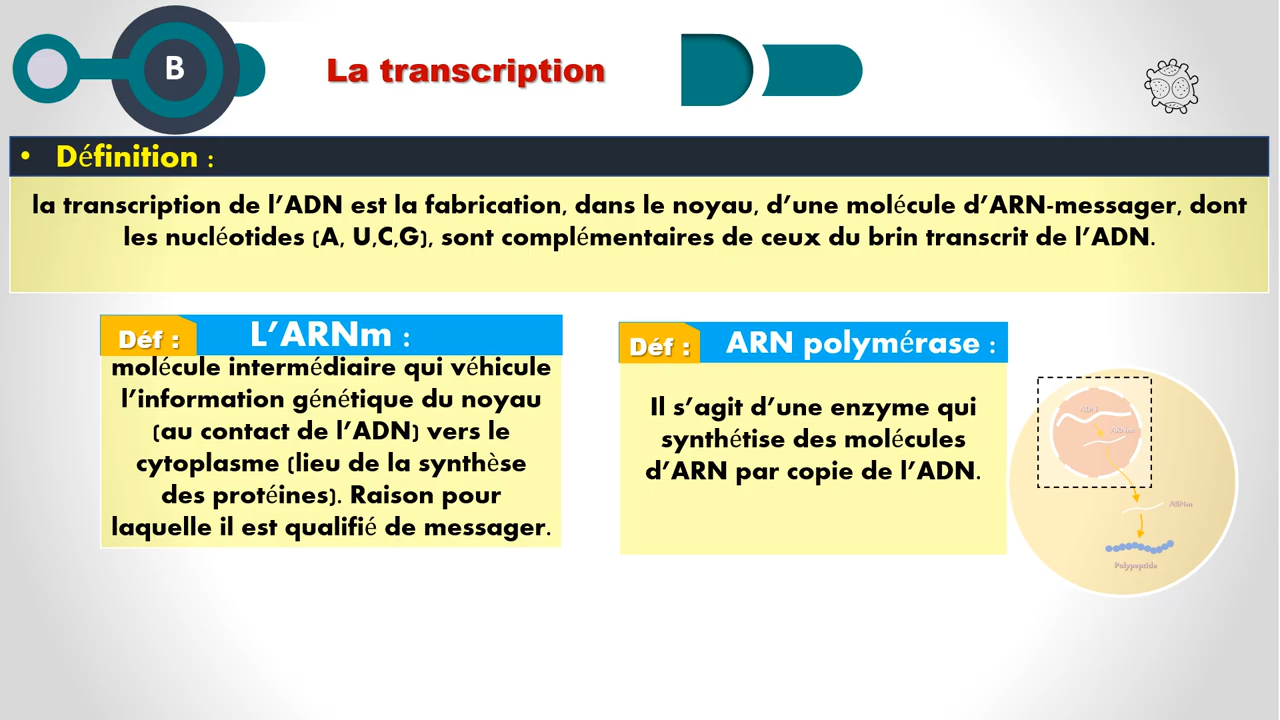 B
La transcription
• Définition :
la transcription de l’ADN est la fabrication, dans le noyau, d’une molécule d’ARN-messager, dont
les nucléotides (A, U,C,G), sont complémentaires de ceux du brin transcrit de l’ADN.
Déf :
L’ARNm :
molécule intermédiaire qui véhicule
l’information génétique du noyau
(au contact de l’ADN) vers le
cytoplasme (lieu de la synthèse
des protéines). Raison pour
laquelle il est qualifié de messager.
Déf :
ARN polymérase :
Il s’agit d’une enzyme qui
synthétise des molécules
d’ARN par copie de l’ADN.
ADN
ARNm
ARNm
Polypeptide